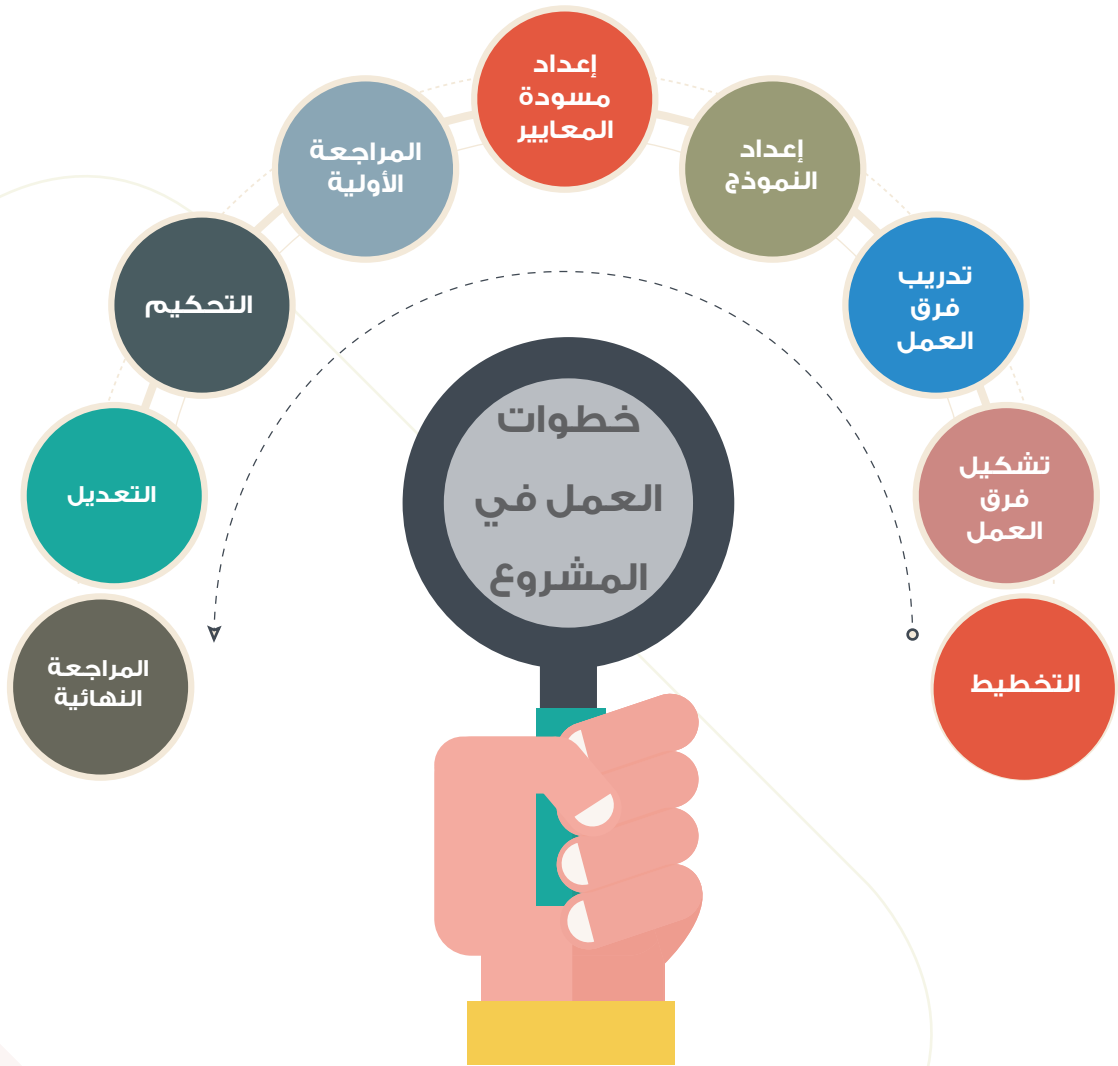 خطوات
العمل في
المشروع
التخطيط
تشكيل
فرق
العمل
تدريب
فرق
العمل
إعداد
النموذج
إعداد
مسودة
المعايير
المراجعة
الأولية
التحكيم
التعديل
المراجعة
النهائية